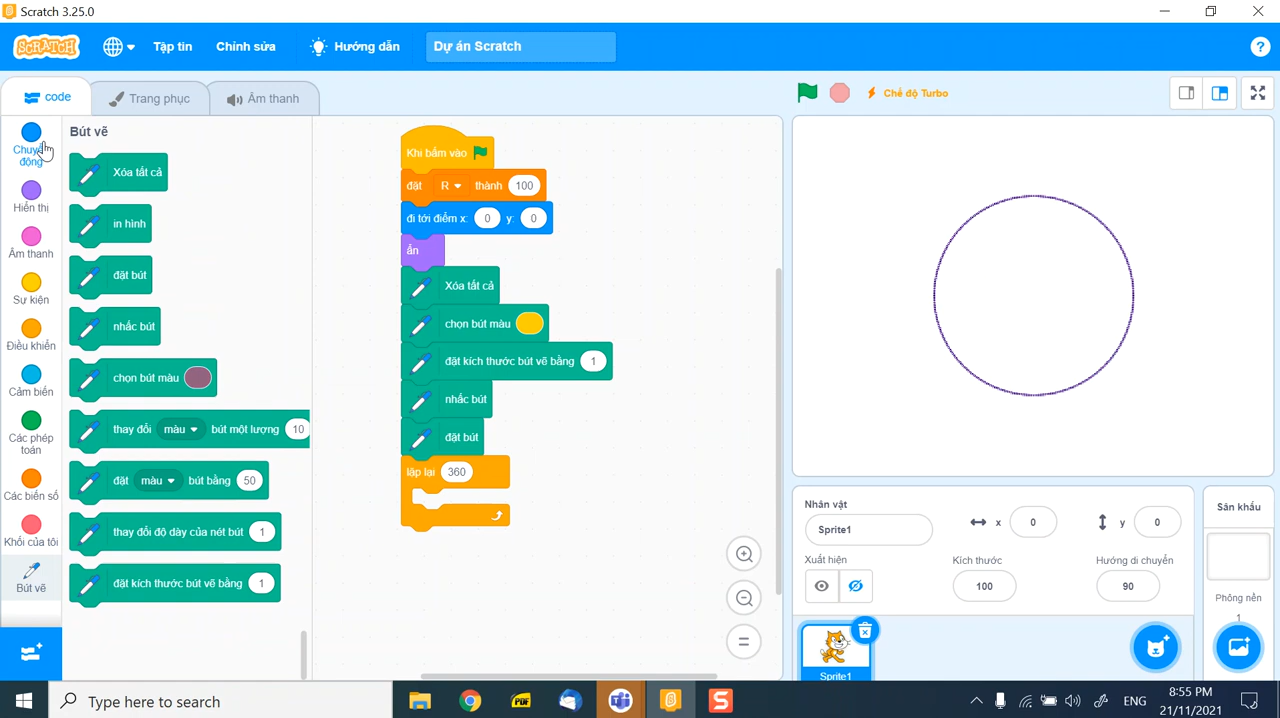 Scratch 3.25.0
SCRATCH
Tập tin
Chỉnh sửa
Hướng dẫn
Dự án Scratch
?
code
Trang phục
Âm thanh
Chế độ Turbo
Chuyển động
Hiển thị
Âm thanh
Sự kiện
Điều khiển
Cảm biến
Các phép toán
Các biến số
Khối của tôi
Bút vẽ
Bút vẽ
Xóa tất cả
in hình
đặt bút
nhấc bút
chọn bút màu
thay đổi màu bút một lượng 10
đặt màu bút bằng 50
thay đổi độ dày của nét bút 1
đặt kích thước bút vẽ bằng 1
Khi bấm vào
đặt R thành 100
đi tới điểm x: 0 y: 0
ẩn
Xóa tất cả
chọn bút màu
đặt kích thước bút vẽ bằng 1
nhấc bút
đặt bút
lặp lại 360
Nhân vật
Sprite1
x 0
y 0
Xuất hiện
Kích thước
100
Hướng di chuyển
90
Sprite1
Sân khấu
Phông nền
1
Type here to search
PDF
S
ENG
8:55 PM
21/11/2021